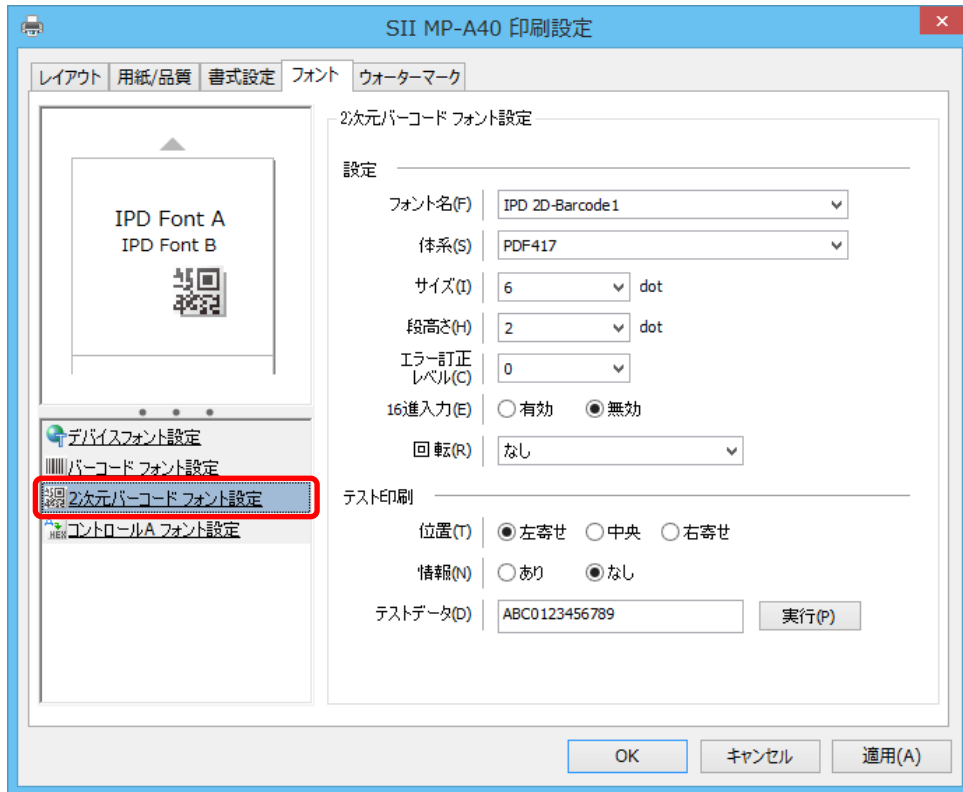 SII MP-A40 印刷設定
レイアウト 用紙/品質 書式設定 フォント ウォーターマーク
IPD Font A
IPD Font B
デバイスフォント設定
バーコード フォント設定
2次元バーコード フォント設定
コントロールA フォント設定
2次元バーコード フォント設定
設定
フォント名(F) IPD 2D-Barcode1
体系(S) PDF417
サイズ(I) 6 dot
段高さ(H) 2 dot
エラー訂正
レベル(C) 0
16進入力(E) 有効 無効
回転(R) なし
テスト印刷
位置(T) 左寄せ 中央 右寄せ
情報(N) あり なし
テストデータ(D) ABC0123456789 実行(P)
OK キャンセル 適用(A)